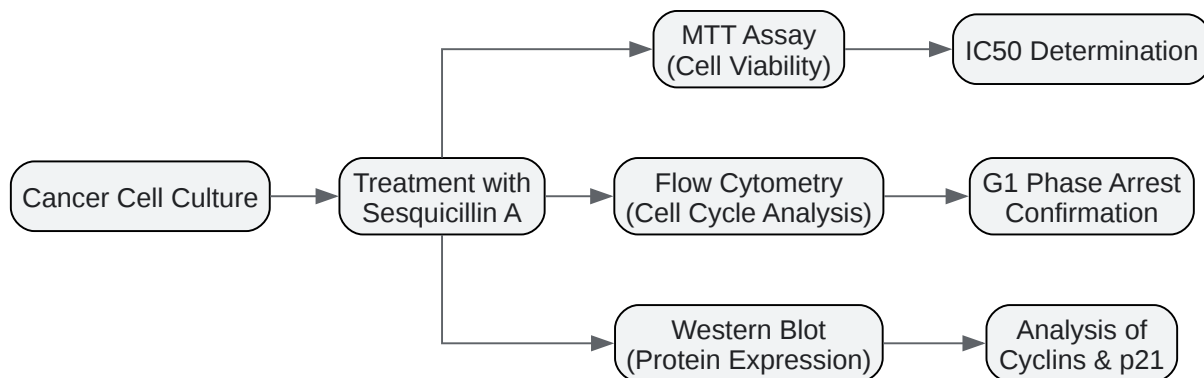 Cancer Cell Culture
Treatment with
Sesquicillin A
MTT Assay
(Cell Viability)
IC50 Determination
Flow Cytometry
(Cell Cycle Analysis)
G1 Phase Arrest
Confirmation
Western Blot
(Protein Expression)
Analysis of
Cyclins & p21